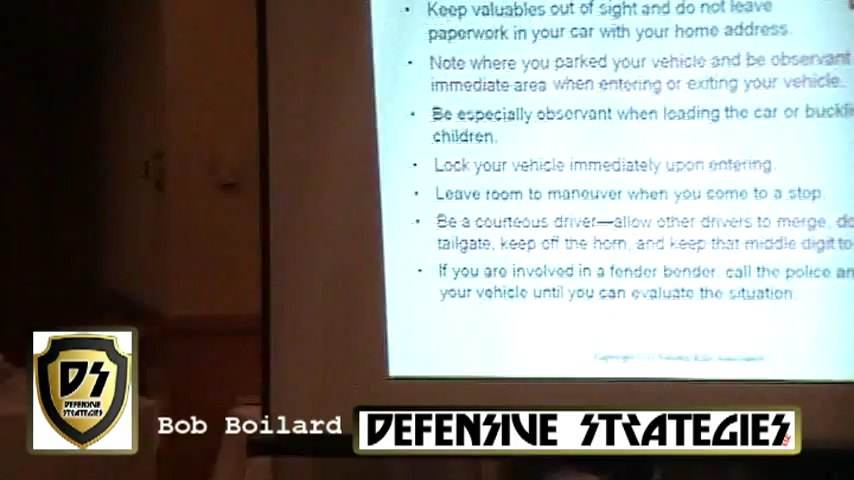 Keep valuables out of sight and do not leave
paperwork in your car with your home address.
Note where you parked your vehicle and be observant
immediate area when entering or exiting your vehicle.
Be especially observant when loading the car or
children.
Lock your vehicle immediately upon entering.
Leave room to maneuver when you come to a stop.
Be a courteous driver—allow other drivers to merge,
tailgate, keep off the horn, and keep that middle digit to
If you are involved in a fender bender, call the police
your vehicle until you can evaluate the situation.
DS
DEFENSIVE
STRATEGIES
Bob Boilard
DEFENSIVE STRATEGIES